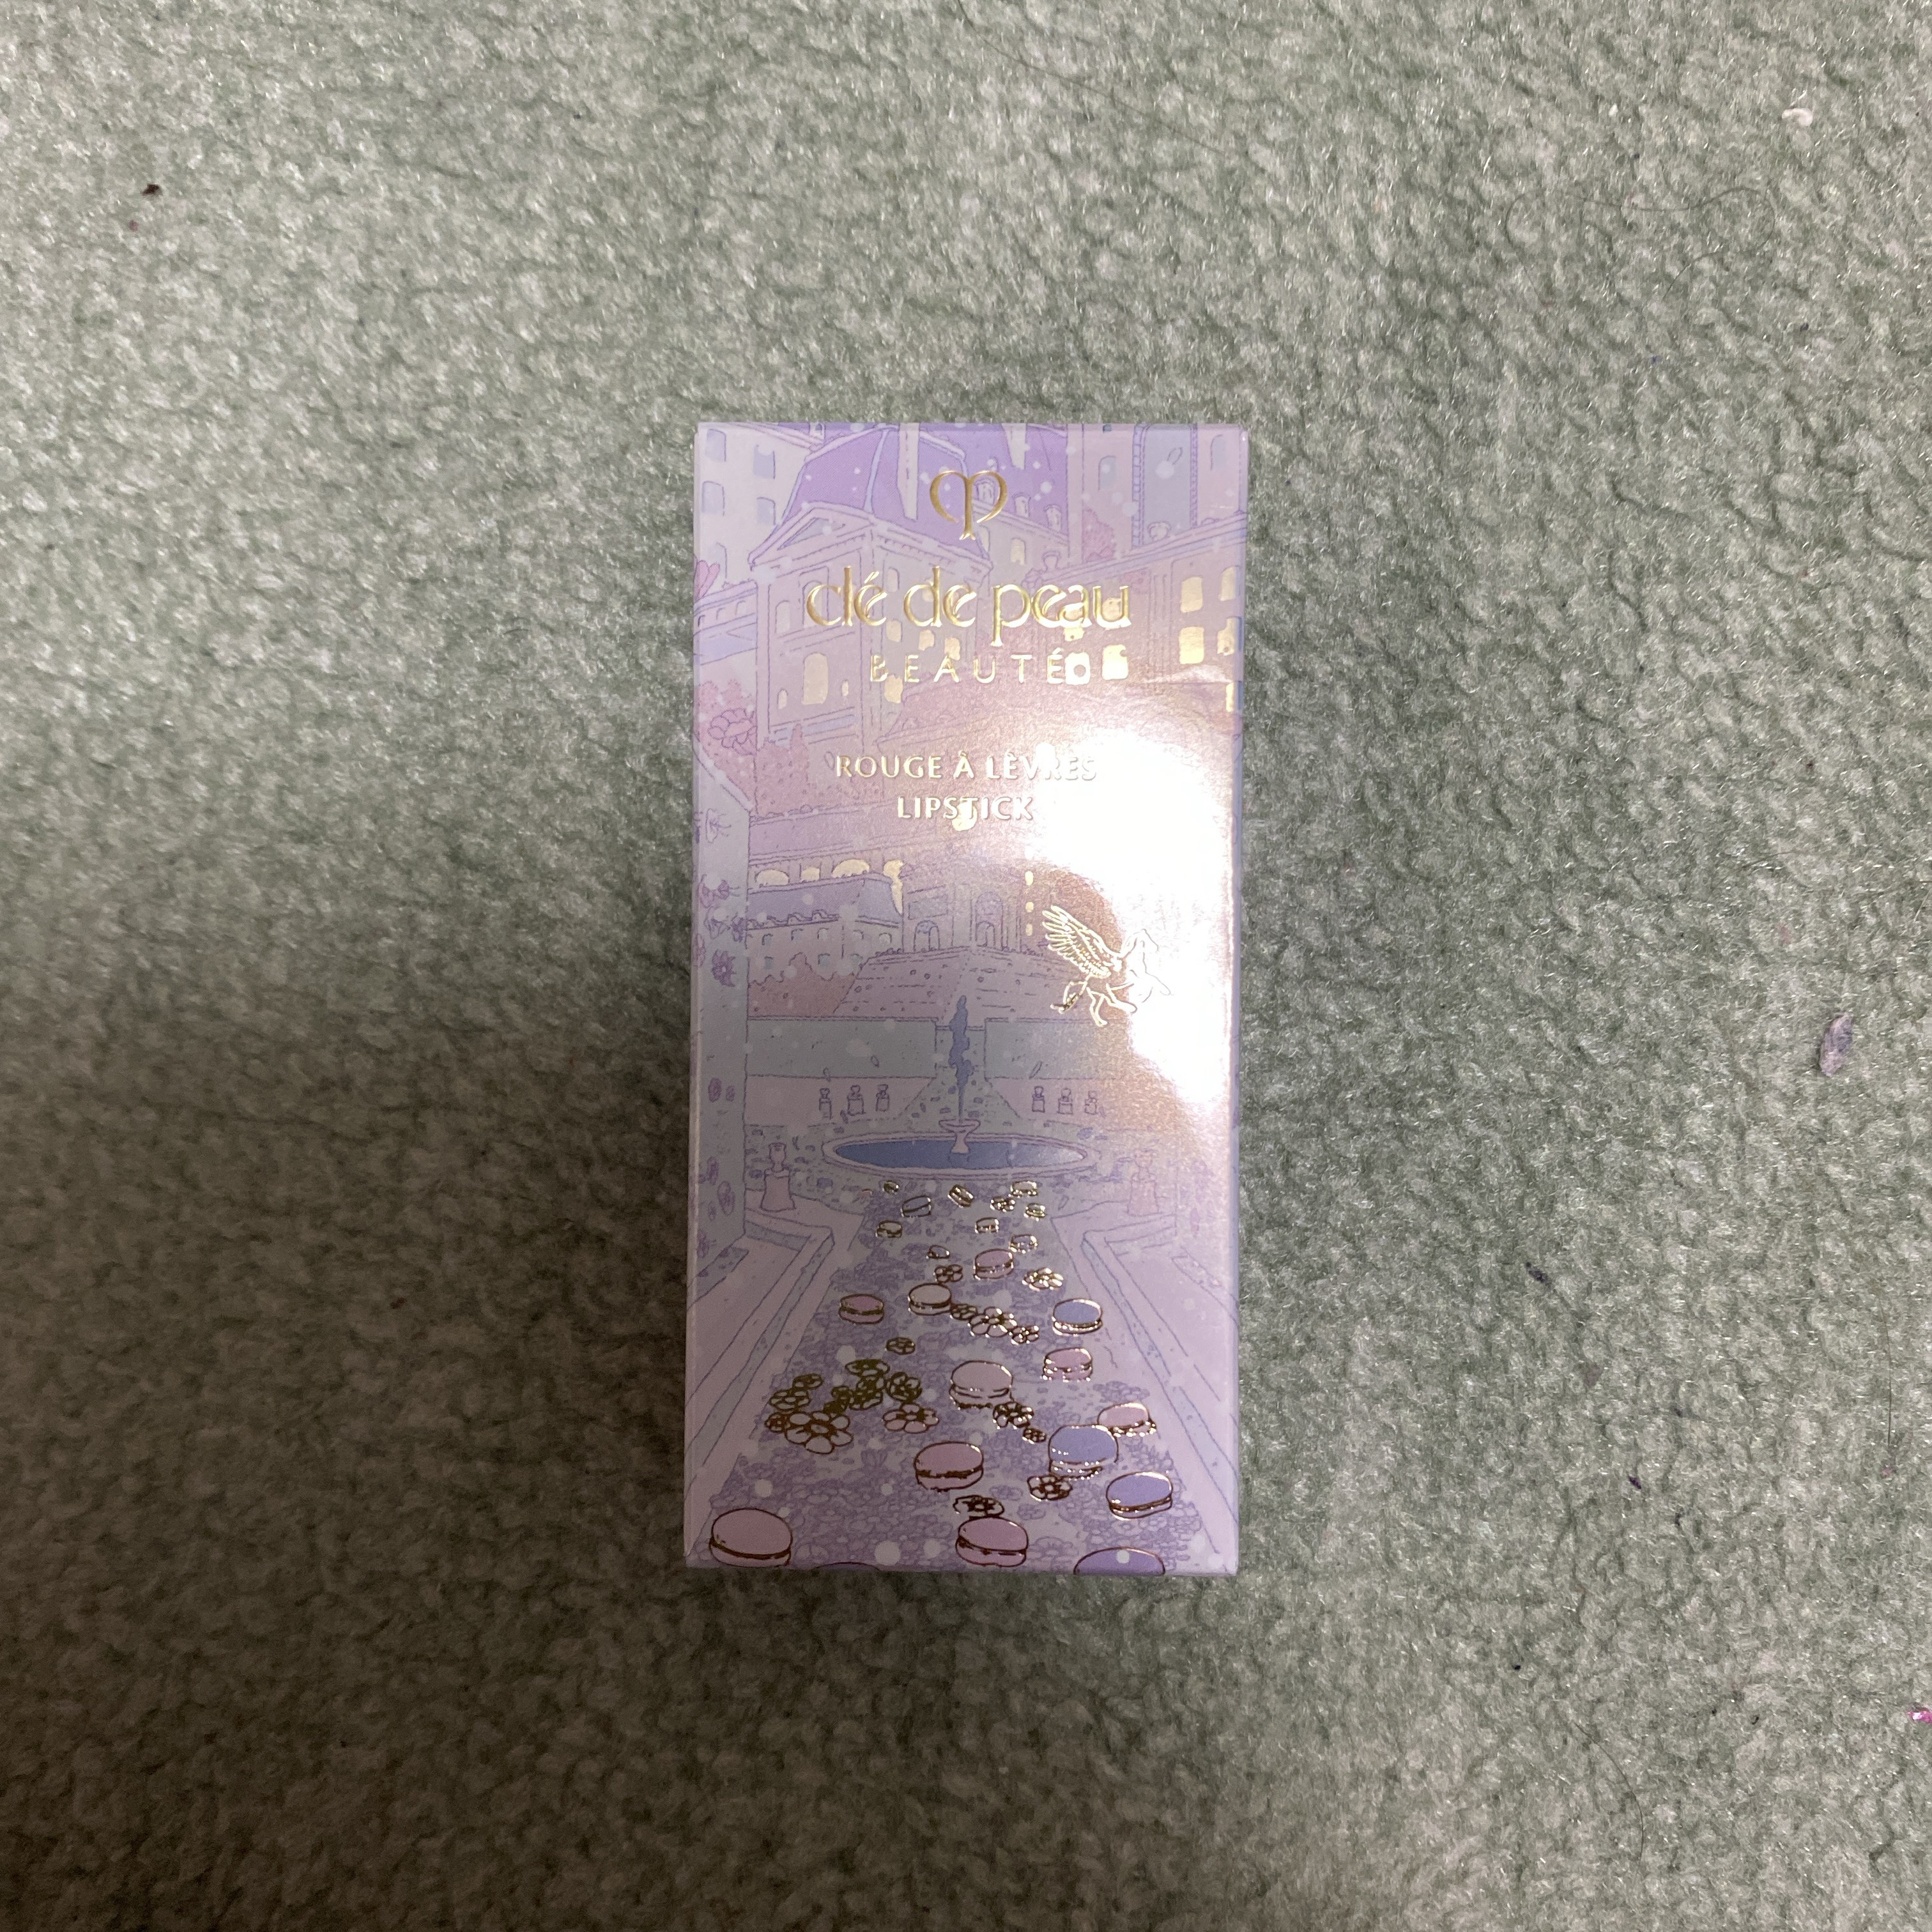 clé de peau
BEAUTÉ
ROUGE À LÈVRES
LIPSTICK